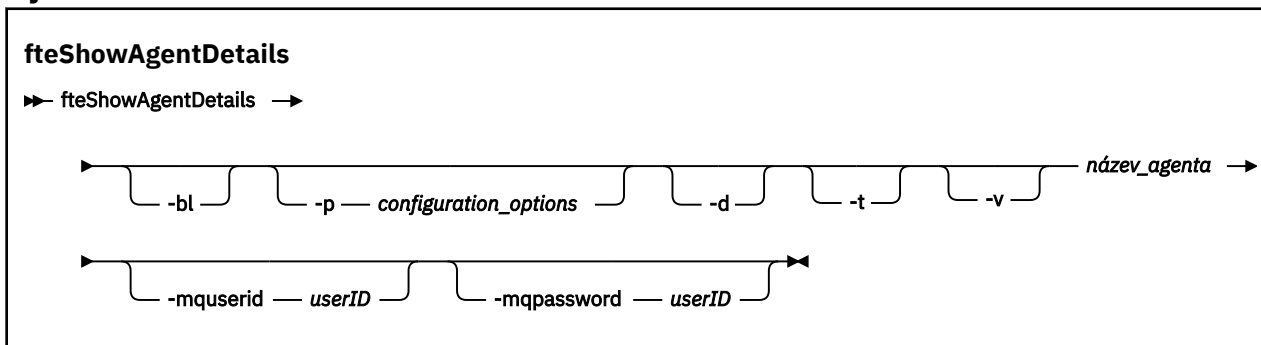 fteShowAgentDetails
fteShowAgentDetails
-bl -p configuration_options -d -t -v název_agenta
-mquserid userID -mqpassword userID